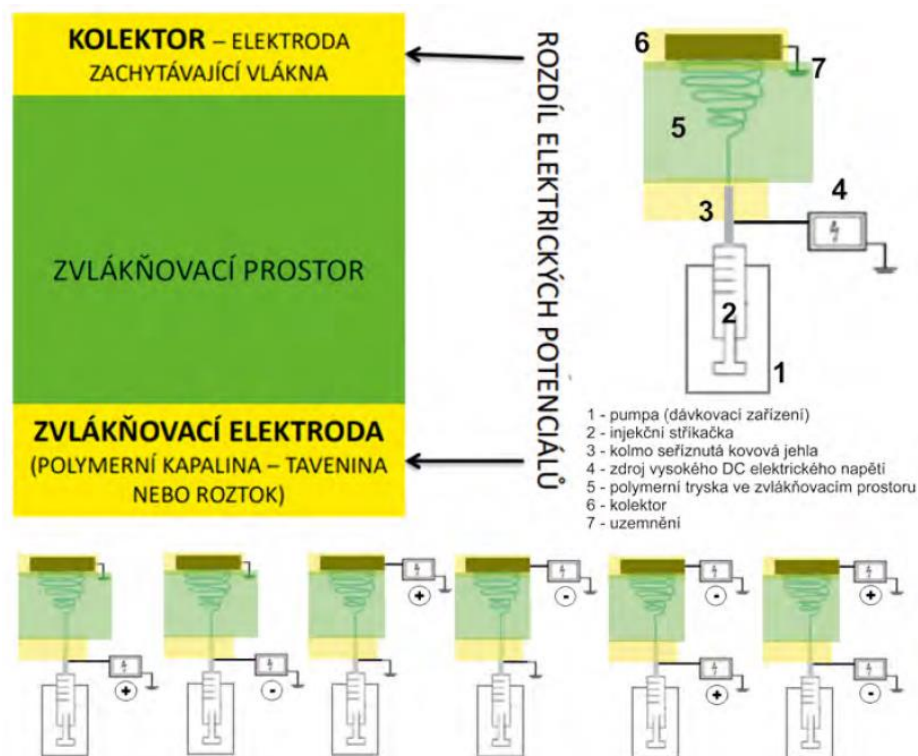 KOLEKTOR – ELEKTRODA
ZACHYTÁVAJÍCÍ VLÁKNA
ZVLÁKŇOVACÍ PROSTOR
ZVLÁKŇOVACÍ ELEKTRODA
(POLYMERNÍ KAPALINA – TAVENINA
NEBO ROZTOK)
ROZDÍL ELEKTRICKÝCH POTENCIÁLŮ
6
7
5
4
3
2
1
1 - pumpa (dávkovací zařízení)
2 - injekční stříkačka
3 - kolmo seříznutá kovová jehla
4 - zdroj vysokého DC elektrického napětí
5 - polymerní tryska ve zvlákňovacím prostoru
6 - kolektor
7 - uzemnění
+
-
+
-
-
+
+
-